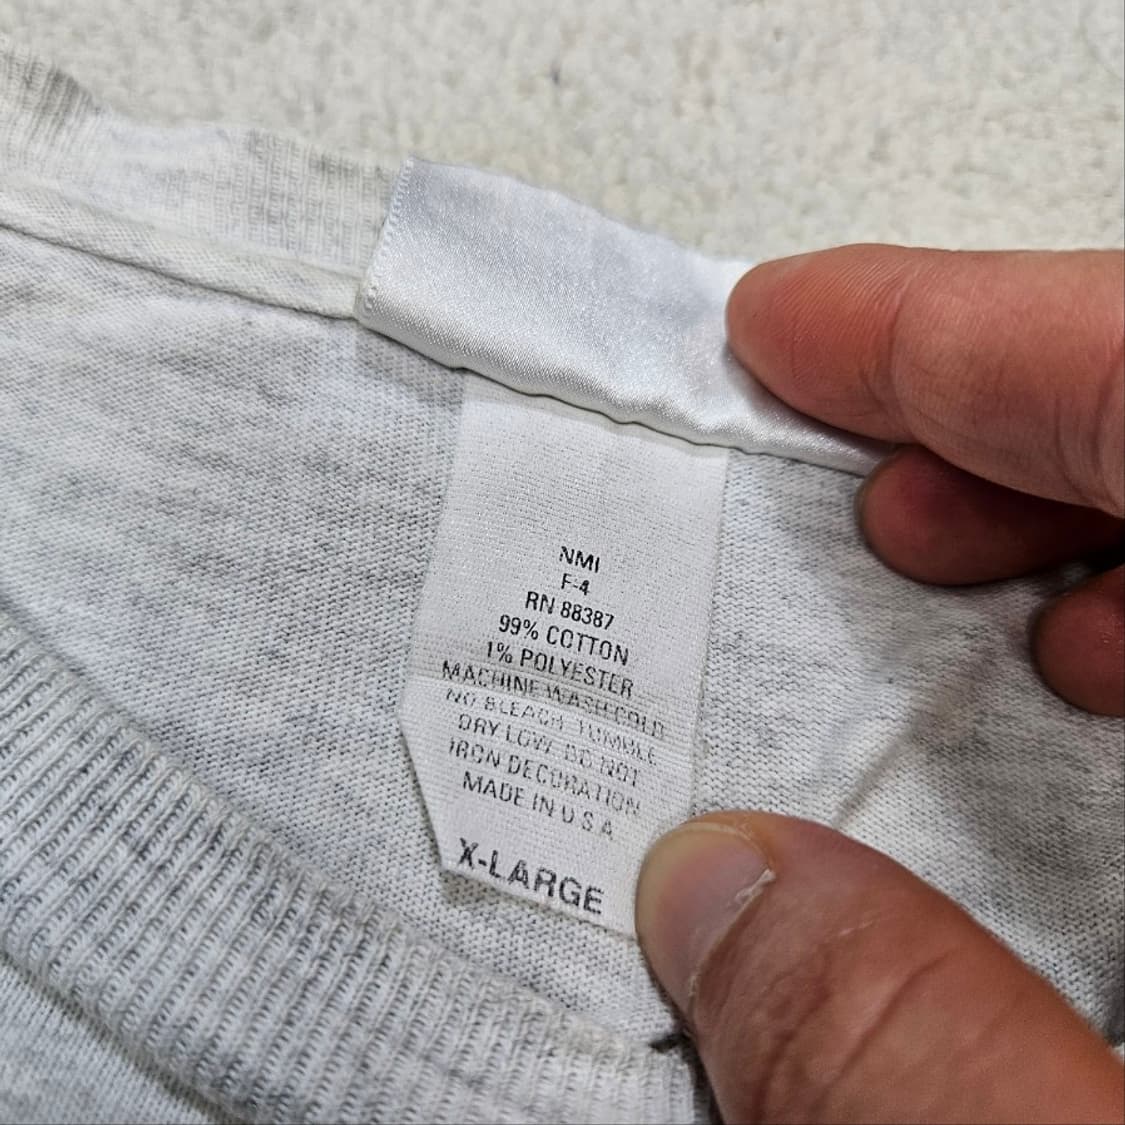 NMI
F-4
RN 88387
99% COTTON
1% POLYESTER
MACHINE WASH COLD
NO BLEACH TUMBLE
DRY LOW DO NOT
IRON DECORATION
MADE IN U S A
X-LARGE